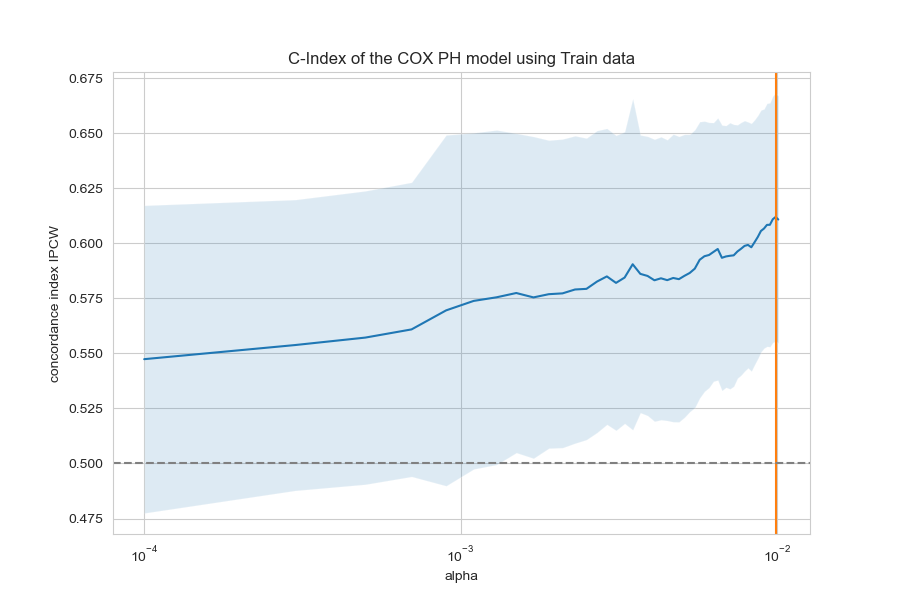 C-Index of the COX PH model using Train data
concordance index IPCW
0.675
0.650
0.625
0.600
0.575
0.550
0.525
0.500
0.475
10⁻⁴ 10⁻³ 10⁻²
alpha